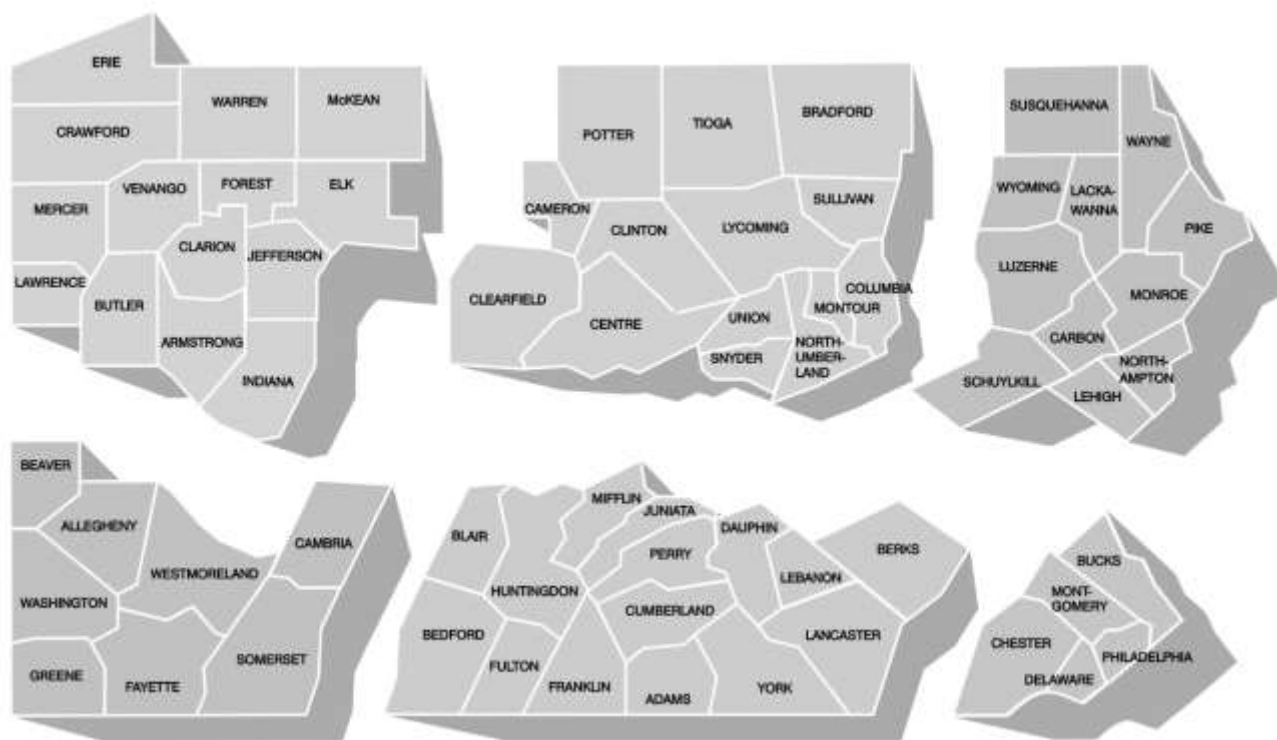 ERIE
WARREN
McKEAN
CRAWFORD
VENANGO
FOREST
ELK
MERCER
CLARION
JEFFERSON
LAWRENCE
BUTLER
ARMSTRONG
INDIANA
POTTER
TIOGA
BRADFORD
CAMERON
SULLIVAN
CLINTON
LYCOMING
CLEARFIELD
CENTRE
COLUMBIA
MONTOUR
UNION
SNYDER
NORTH-
UMBER-
LAND
SUSQUEHANNA
WAYNE
WYOMING
LACKA-
WANNA
PIKE
LUZERNE
MONROE
CARBON
NORTH-
AMPTON
SCHUYLKILL
LEHIGH
BEAVER
ALLEGHENY
CAMBRIA
WESTMORELAND
WASHINGTON
SOMERSET
GREENE
FAYETTE
MIFFLIN
JUNIATA
DAUPHIN
BLAIR
PERRY
BERKS
LEBANON
HUNTINGDON
CUMBERLAND
BEDFORD
LANCASTER
FULTON
FRANKLIN
ADAMS
YORK
BUCKS
MONT-
GOMERY
CHESTER
PHILADELPHIA
DELAWARE